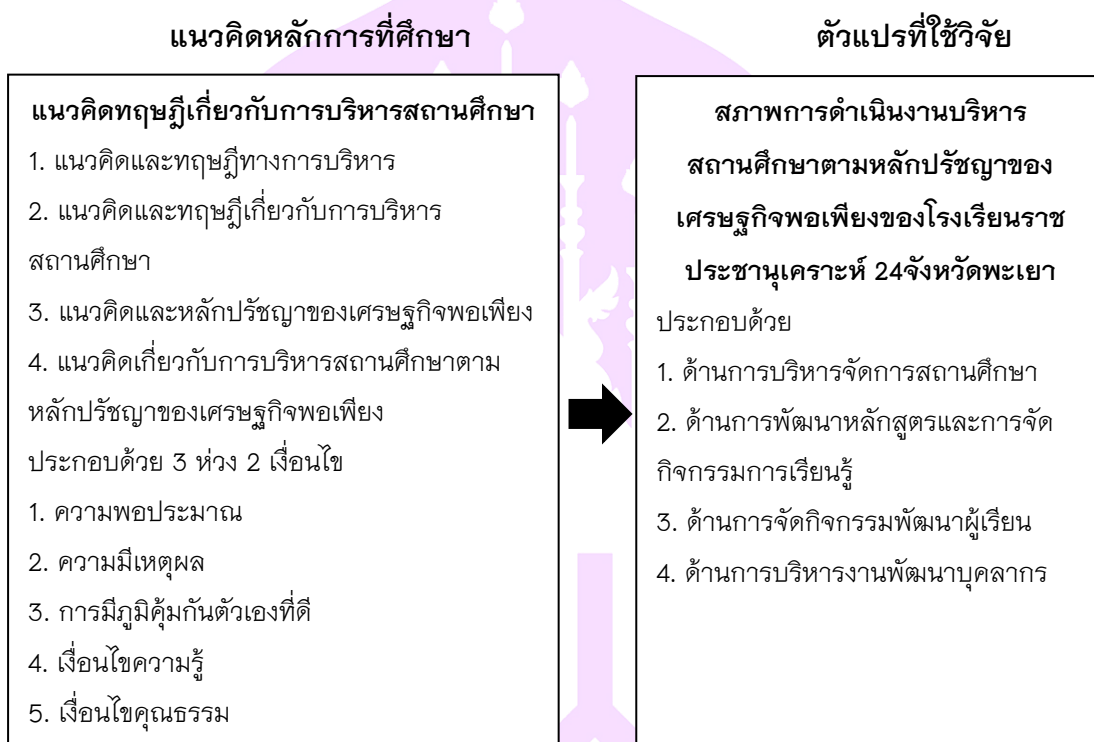 แนวคิดหลักการที่ศึกษา
ตัวแปรที่ใช้วิจัย
แนวคิดทฤษฎีเกี่ยวกับการบริหารสถานศึกษา
1. แนวคิดและทฤษฎีทางการบริหาร
2. แนวคิดและทฤษฎีเกี่ยวกับการบริหาร
สถานศึกษา
3. แนวคิดและหลักปรัชญาของเศรษฐกิจพอเพียง
4. แนวคิดเกี่ยวกับการบริหารสถานศึกษาตาม
หลักปรัชญาของเศรษฐกิจพอเพียง
ประกอบด้วย 3 ห่วง 2 เงื่อนไข
1. ความพอประมาณ
2. ความมีเหตุผล
3. การมีภูมิคุ้มกันตัวเองที่ดี
4. เงื่อนไขความรู้
5. เงื่อนไขคุณธรรม
สภาพการดำเนินงานบริหาร
สถานศึกษาตามหลักปรัชญาของ
เศรษฐกิจพอเพียงของโรงเรียนราช
ประชานุเคราะห์ 24จังหวัดพะเยา
ประกอบด้วย
1. ด้านการบริหารจัดการสถานศึกษา
2. ด้านการพัฒนาหลักสูตรและการจัด
กิจกรรมการเรียนรู้
3. ด้านการจัดกิจกรรมพัฒนาผู้เรียน
4. ด้านการบริหารงานพัฒนาบุคลากร